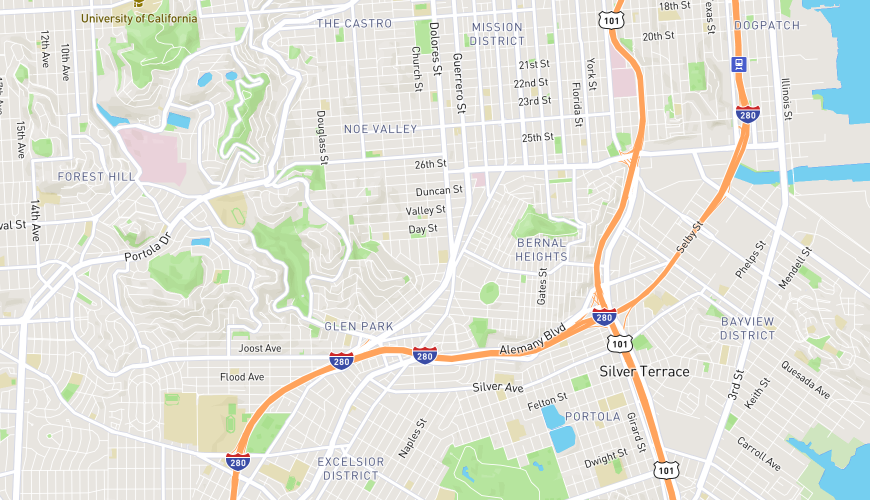 University of California
THE CASTRO
MISSION
DISTRICT
DOGPATCH
18th St
20th St
Texas St
101
12th Ave
10th Ave
15th Ave
14th Ave
Dolores St
Church St
Guerrero St
21st St
22nd St
23rd St
25th St
26th St
York St
Florida St
Illinois St
280
Douglass St
NOE VALLEY
FOREST HILL
Duncan St
Valley St
Day St
Portola Dr
BERNAL
HEIGHTS
Gates St
Selby St
Phelps St
Mendell St
GLEN PARK
280
101
BAYVIEW
DISTRICT
Alemany Blvd
Joost Ave
Flood Ave
280
280
Silver Ave
Silver Terrace
3rd St
Keith St
Quesada Ave
Felton St
PORTOLA
Girard St
Dwight St
Carroll Ave
Naples St
EXCELSIOR
DISTRICT
280
101